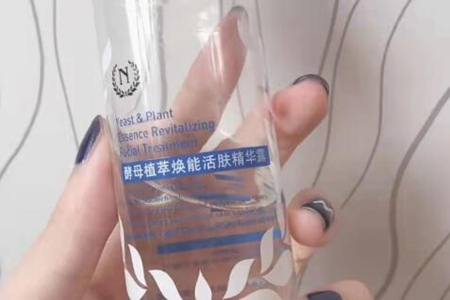 N
Yeast & Plant
Essence Revitalizing
Facial Treatment
酵母植萃焕能活肤精华露